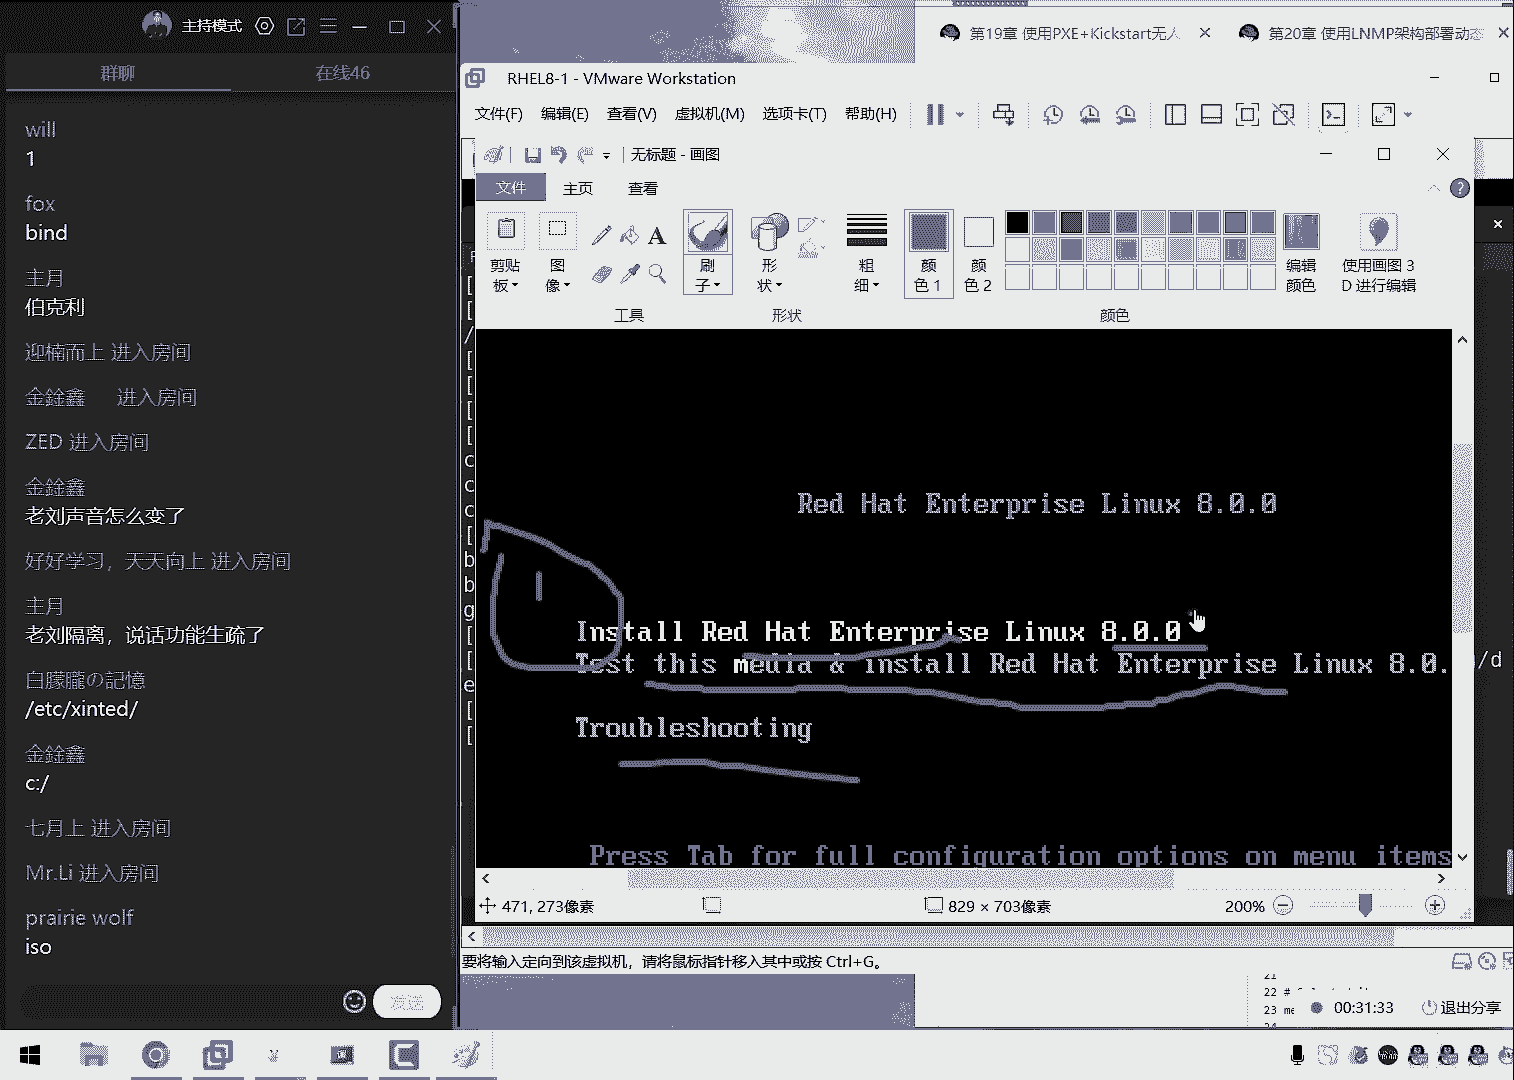 主持模式
群聊
在线46
will
1
fox
bind
主月
伯克利
迎楠而上 进入房间
金銓鑫 进入房间
ZED 进入房间
金銓鑫
老刘声音怎么变了
好好学习，天天向上 进入房间
主月
老刘隔离，说话功能生疏了
白朦朧の記憶
/etc/xinted/
金銓鑫
c:/
七月上 进入房间
Mr.Li 进入房间
prairie wolf
iso
发送
第19章 使用PXE+Kickstart无人
第20章 使用LNMP架构部署动态
RHEL8-1 - VMware Workstation
文件(F) 编辑(E) 查看(V) 虚拟机(M) 选项卡(T) 帮助(H)
无标题 - 画图
文件 主页 查看
剪贴板
图像
刷子
形状
粗细
颜色 1
颜色 2
编辑颜色
使用画图 3D 进行编辑
工具
形状
颜色
[
[
/
[
[
[
[
c
c
c
[
b
b
g
[
[
e
[
[
Red Hat Enterprise Linux 8.0.0
Install Red Hat Enterprise Linux 8.0.0
Test this media & install Red Hat Enterprise Linux 8.0.
/d
Troubleshooting
Press Tab for full configuration options on menu items
471, 273像素
829 × 703像素
200%
要将输入定向到该虚拟机，请将鼠标指针移入其中或按 Ctrl+G。
21
22 #
23 me
00:31:33
退出分享